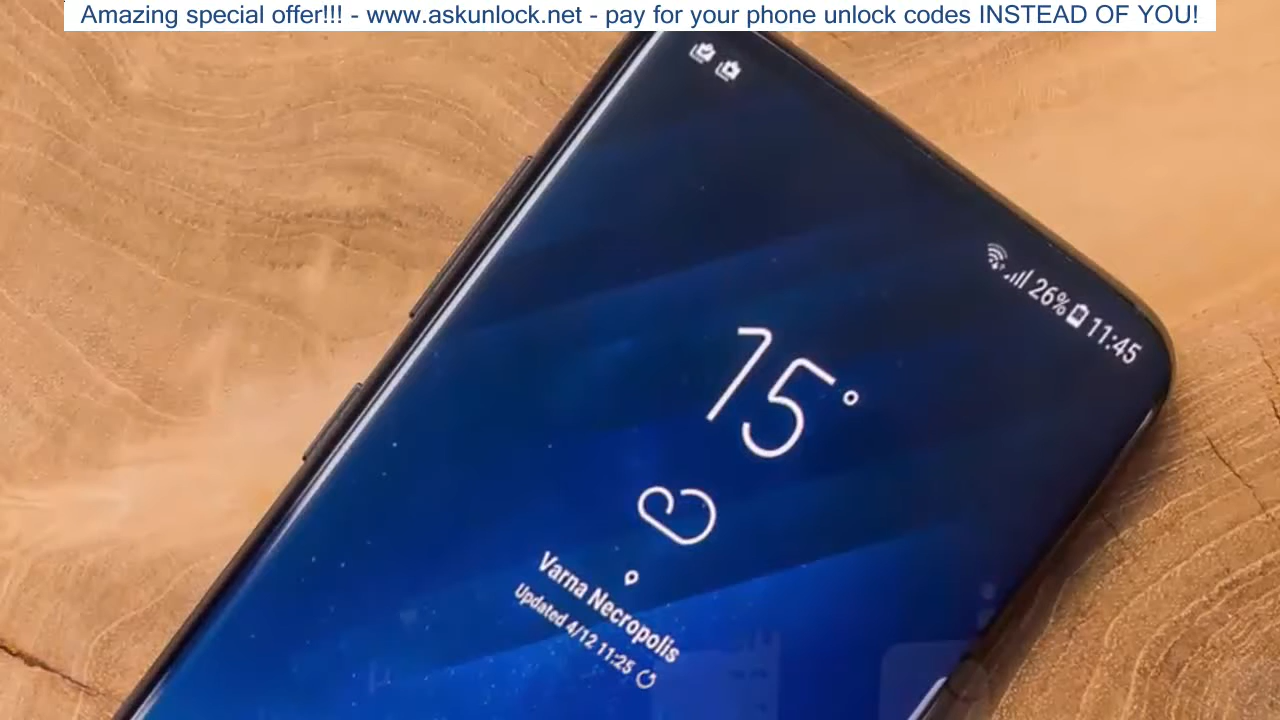 Amazing special offer!!! - www.askunlock.net - pay for your phone unlock codes INSTEAD OF YOU!
26% 11:45
15°
Varna Necropolis
Updated 4/12 11:25